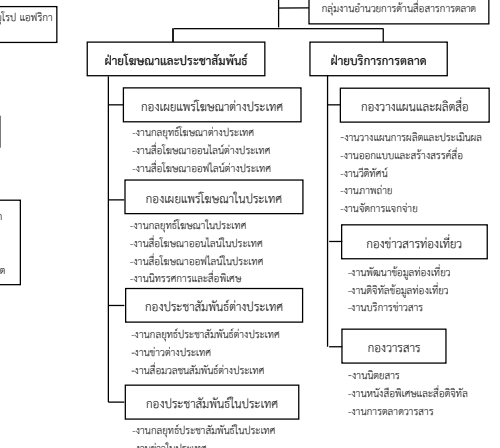 ยุโรป แอฟริกา
กลุ่มงานอำนวยการด้านสื่อสารการตลาด
ฝ่ายโฆษณาและประชาสัมพันธ์
กองเผยแพร่โฆษณาต่างประเทศ
-งานกลยุทธ์โฆษณาต่างประเทศ
-งานสื่อโฆษณาออนไลน์ต่างประเทศ
-งานสื่อโฆษณาออฟไลน์ต่างประเทศ
กองเผยแพร่โฆษณาในประเทศ
-งานกลยุทธ์โฆษณาในประเทศ
-งานสื่อโฆษณาออนไลน์ในประเทศ
-งานสื่อโฆษณาออฟไลน์ในประเทศ
-งานนิทรรศการและสื่อพิเศษ
กองประชาสัมพันธ์ต่างประเทศ
-งานกลยุทธ์ประชาสัมพันธ์ต่างประเทศ
-งานข่าวต่างประเทศ
-งานสื่อมวลชนสัมพันธ์ต่างประเทศ
กองประชาสัมพันธ์ในประเทศ
-งานกลยุทธ์ประชาสัมพันธ์ในประเทศ
-งานข่าวในประเทศ
ฝ่ายบริการการตลาด
กองวางแผนและผลิตสื่อ
-งานวางแผนการผลิตและประเมินผล
-งานออกแบบและสร้างสรรค์สื่อ
-งานวีดิทัศน์
-งานภาพถ่าย
-งานจัดการแจกจ่าย
กองข่าวสารท่องเที่ยว
-งานพัฒนาข้อมูลท่องเที่ยว
-งานดิจิทัลข้อมูลท่องเที่ยว
-งานบริการข่าวสาร
กองวารสาร
-งานนิตยสาร
-งานหนังสือพิเศษและสื่อดิจิทัล
-งานการตลาดวารสาร